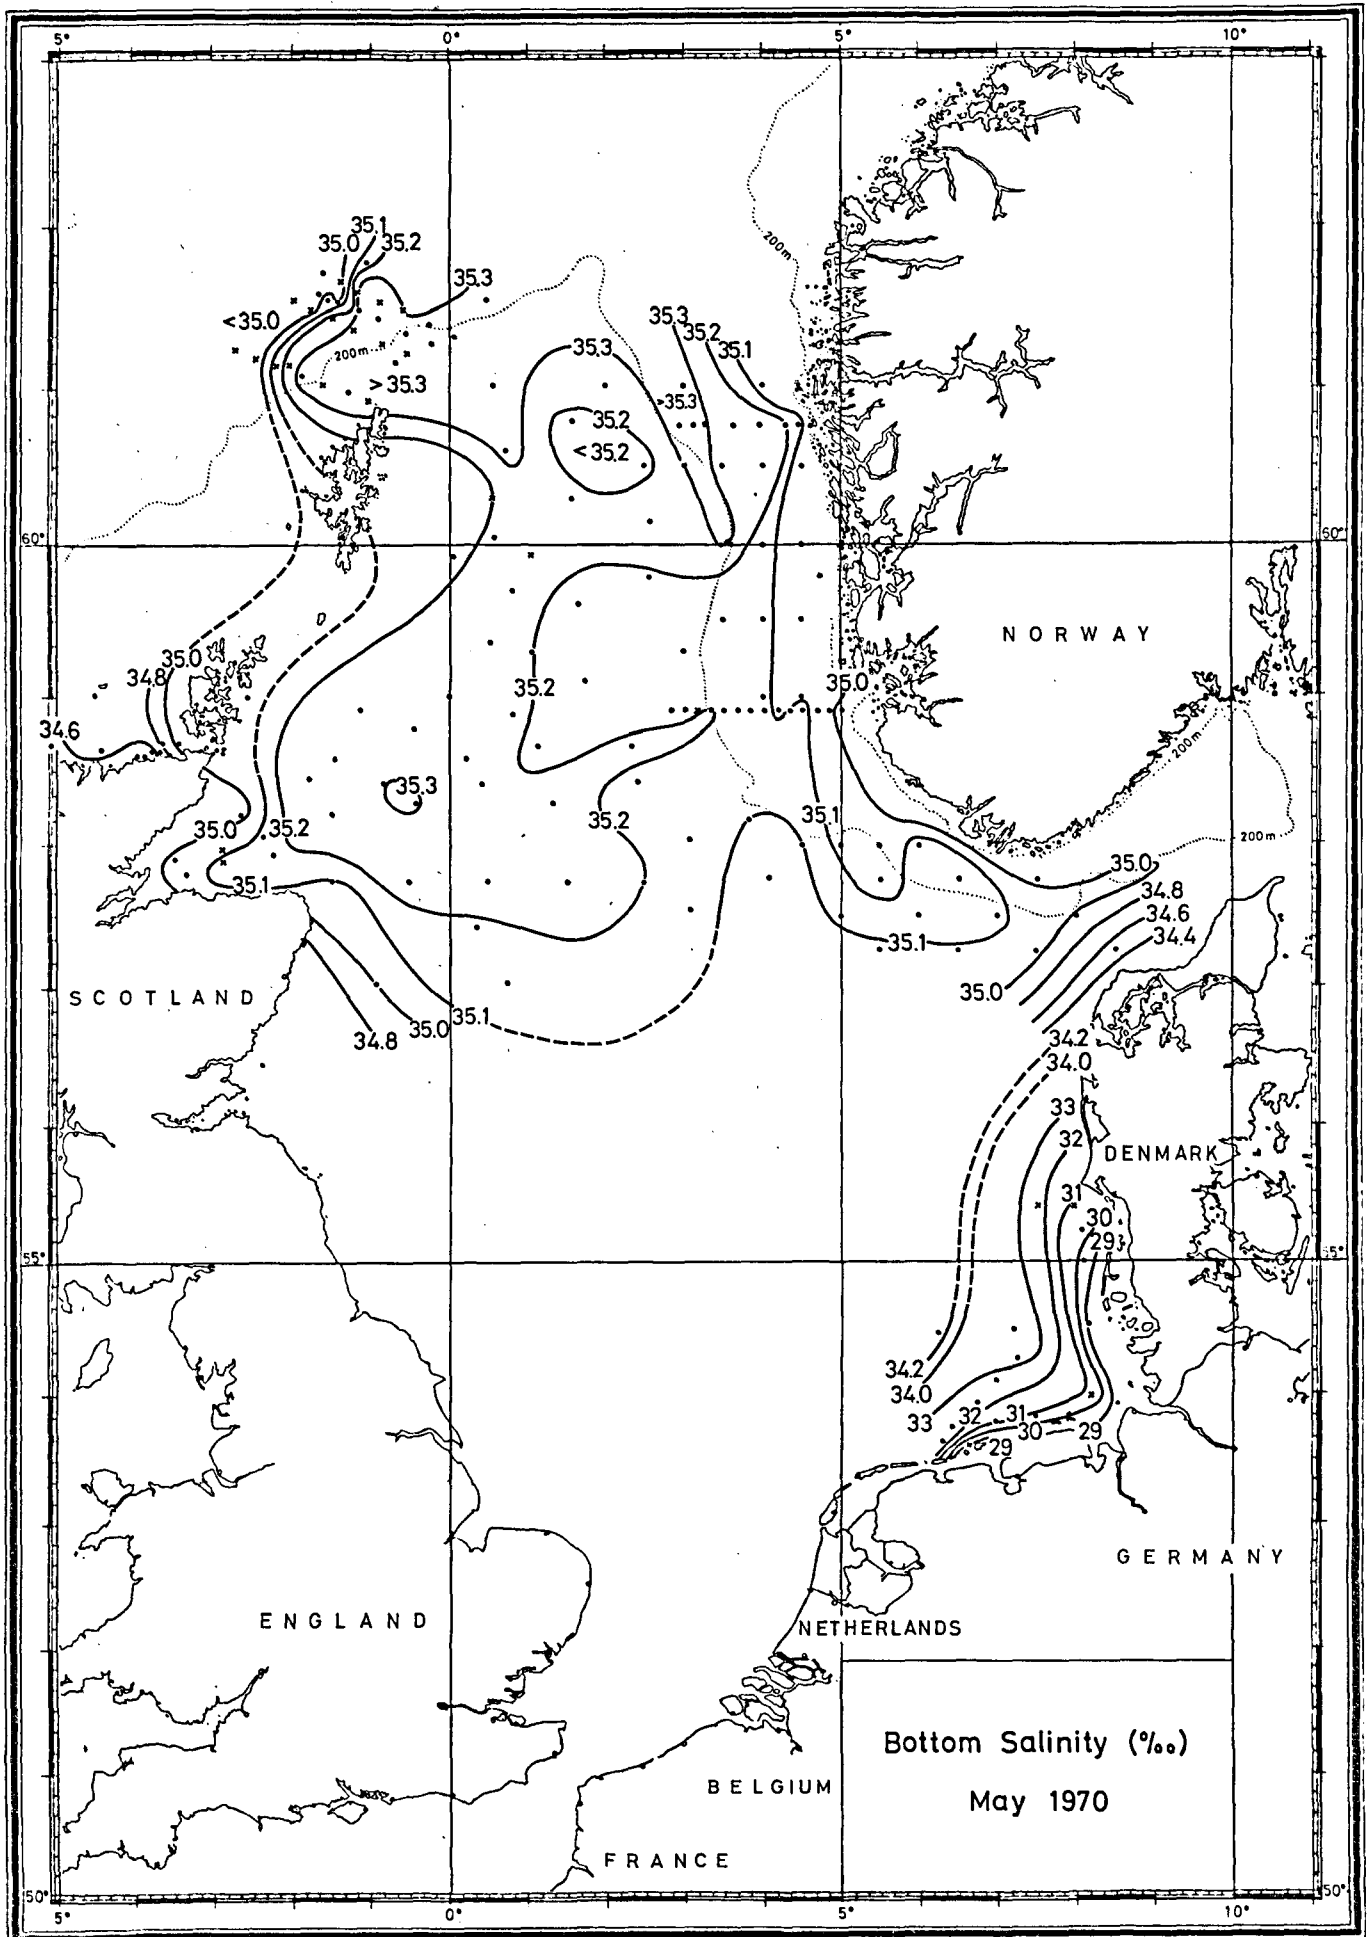 5° 0° 5° 10°
35.1
35.0 35.2
200m
35.3
<35.0
35.3 35.2
35.3 35.1
200m
>35.3
>35.3
35.2
<35.2
60° 60°
NORWAY
35.0
34.8
35.2
35.0
34.6
200m
35.3
35.1
35.0 35.2 35.2
200m
35.0
35.1
34.8
34.6
34.4
35.1
SCOTLAND
35.0
35.1
35.0
34.8
34.2
34.0
33
32
DENMARK
31
30
29
55° 5°
34.2
34.0
33 32 31
30 29
29
GERMANY
ENGLAND
NETHERLANDS
Bottom Salinity (‰)
BELGIUM
May 1970
FRANCE
50° 50°
5° 0° 5° 10°